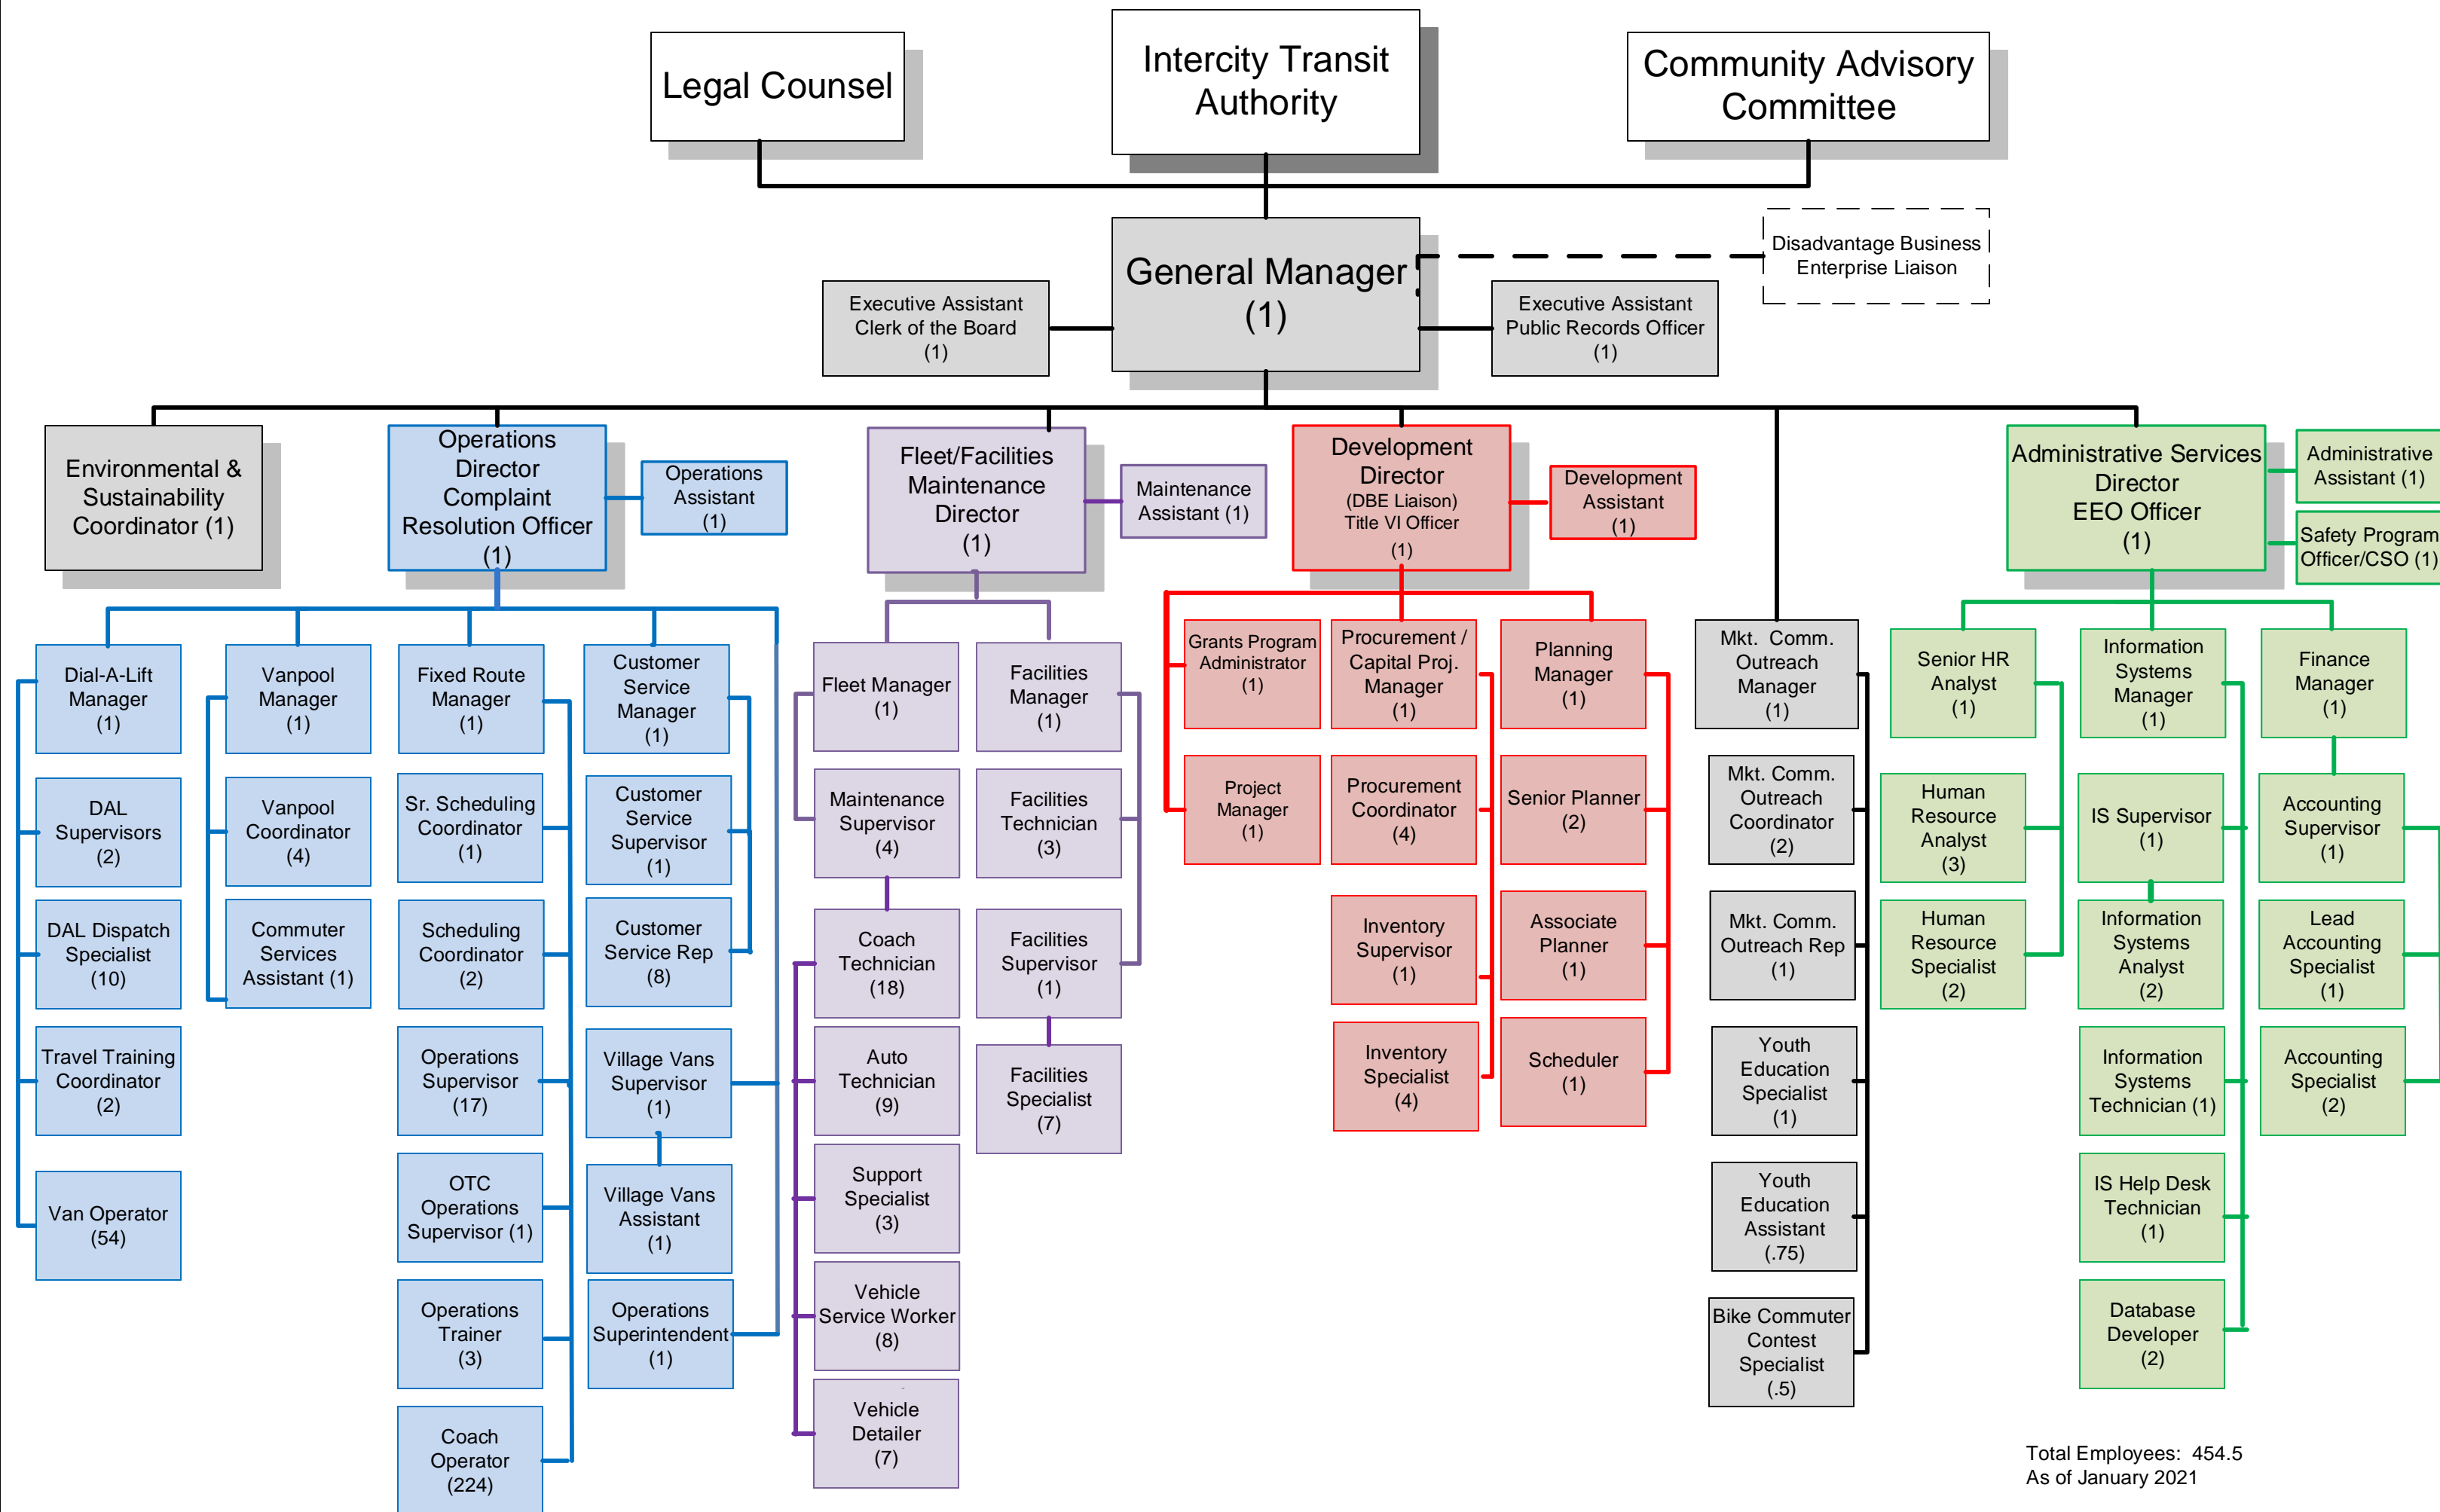 Legal Counsel
Intercity Transit
Authority
Community Advisory
Committee
General Manager
(1)
Disadvantage Business
Enterprise Liaison
Executive Assistant
Clerk of the Board
(1)
Executive Assistant
Public Records Officer
(1)
Environmental &
Sustainability
Coordinator (1)
Operations
Director
Complaint
Resolution Officer
(1)
Operations
Assistant
(1)
Fleet/Facilities
Maintenance
Director
(1)
Maintenance
Assistant (1)
Development
Director
(DBE Liaison)
Title VI Officer
(1)
Development
Assistant
(1)
Administrative Services
Director
EEO Officer
(1)
Administrative
Assistant (1)
Safety Program
Officer/CSO (1)
Dial-A-Lift
Manager
(1)
DAL
Supervisors
(2)
DAL Dispatch
Specialist
(10)
Travel Training
Coordinator
(2)
Van Operator
(54)
Vanpool
Manager
(1)
Vanpool
Coordinator
(4)
Commuter
Services
Assistant (1)
Fixed Route
Manager
(1)
Sr. Scheduling
Coordinator
(1)
Scheduling
Coordinator
(2)
Operations
Supervisor
(17)
OTC
Operations
Supervisor (1)
Operations
Trainer
(3)
Coach
Operator
(224)
Customer
Service
Manager
(1)
Customer
Service
Supervisor
(1)
Customer
Service Rep
(8)
Village Vans
Supervisor
(1)
Village Vans
Assistant
(1)
Operations
Superintendent
(1)
Fleet Manager
(1)
Maintenance
Supervisor
(4)
Coach
Technician
(18)
Auto
Technician
(9)
Support
Specialist
(3)
Vehicle
Service Worker
(8)
Vehicle
Detailer
(7)
Facilities
Manager
(1)
Facilities
Technician
(3)
Facilities
Supervisor
(1)
Facilities
Specialist
(7)
Grants Program
Administrator
(1)
Project
Manager
(1)
Procurement /
Capital Proj.
Manager
(1)
Procurement
Coordinator
(4)
Inventory
Supervisor
(1)
Inventory
Specialist
(4)
Planning
Manager
(1)
Senior Planner
(2)
Associate
Planner
(1)
Scheduler
(1)
Mkt. Comm.
Outreach
Manager
(1)
Mkt. Comm.
Outreach
Coordinator
(2)
Mkt. Comm.
Outreach Rep
(1)
Youth
Education
Specialist
(1)
Youth
Education
Assistant
(.75)
Bike Commuter
Contest
Specialist
(.5)
Senior HR
Analyst
(1)
Human
Resource
Analyst
(3)
Human
Resource
Specialist
(2)
Information
Systems
Manager
(1)
IS Supervisor
(1)
Information
Systems
Analyst
(2)
Information
Systems
Technician (1)
IS Help Desk
Technician
(1)
Database
Developer
(2)
Finance
Manager
(1)
Accounting
Supervisor
(1)
Lead
Accounting
Specialist
(1)
Accounting
Specialist
(2)
Total Employees: 454.5
As of January 2021